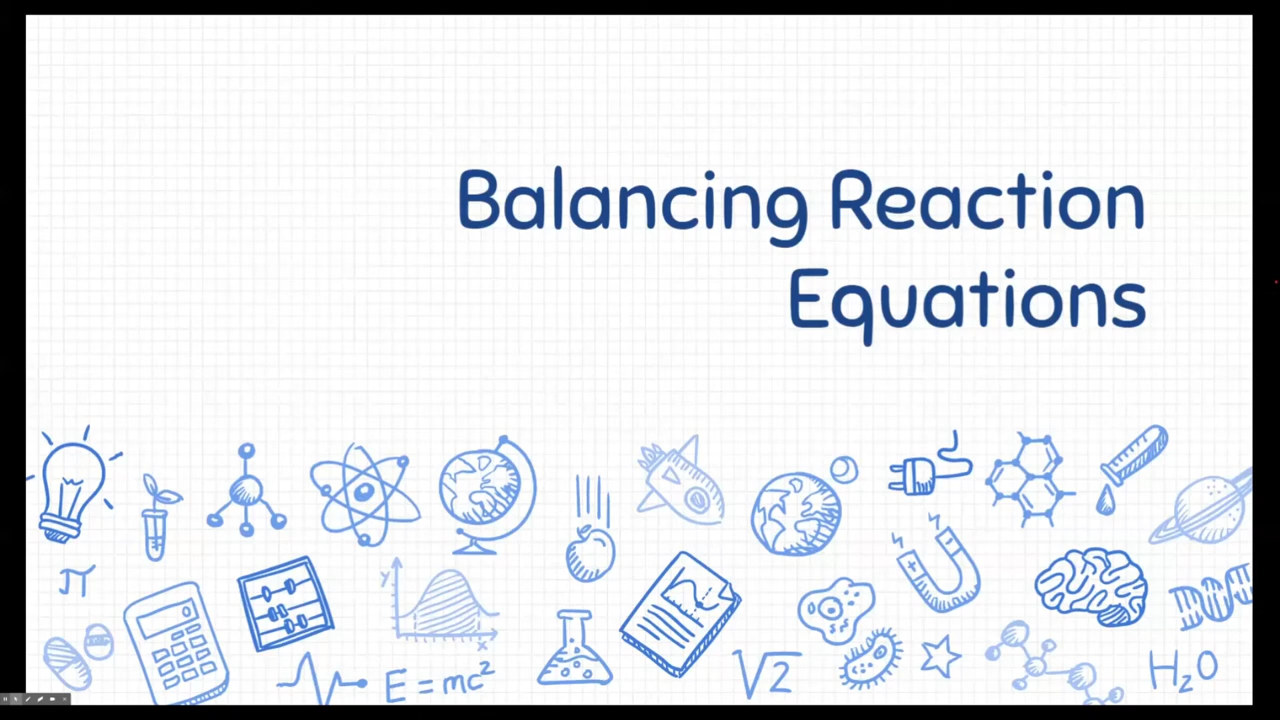 Balancing Reaction
Equations
π
y
x
E = mc²
√2
H₂O